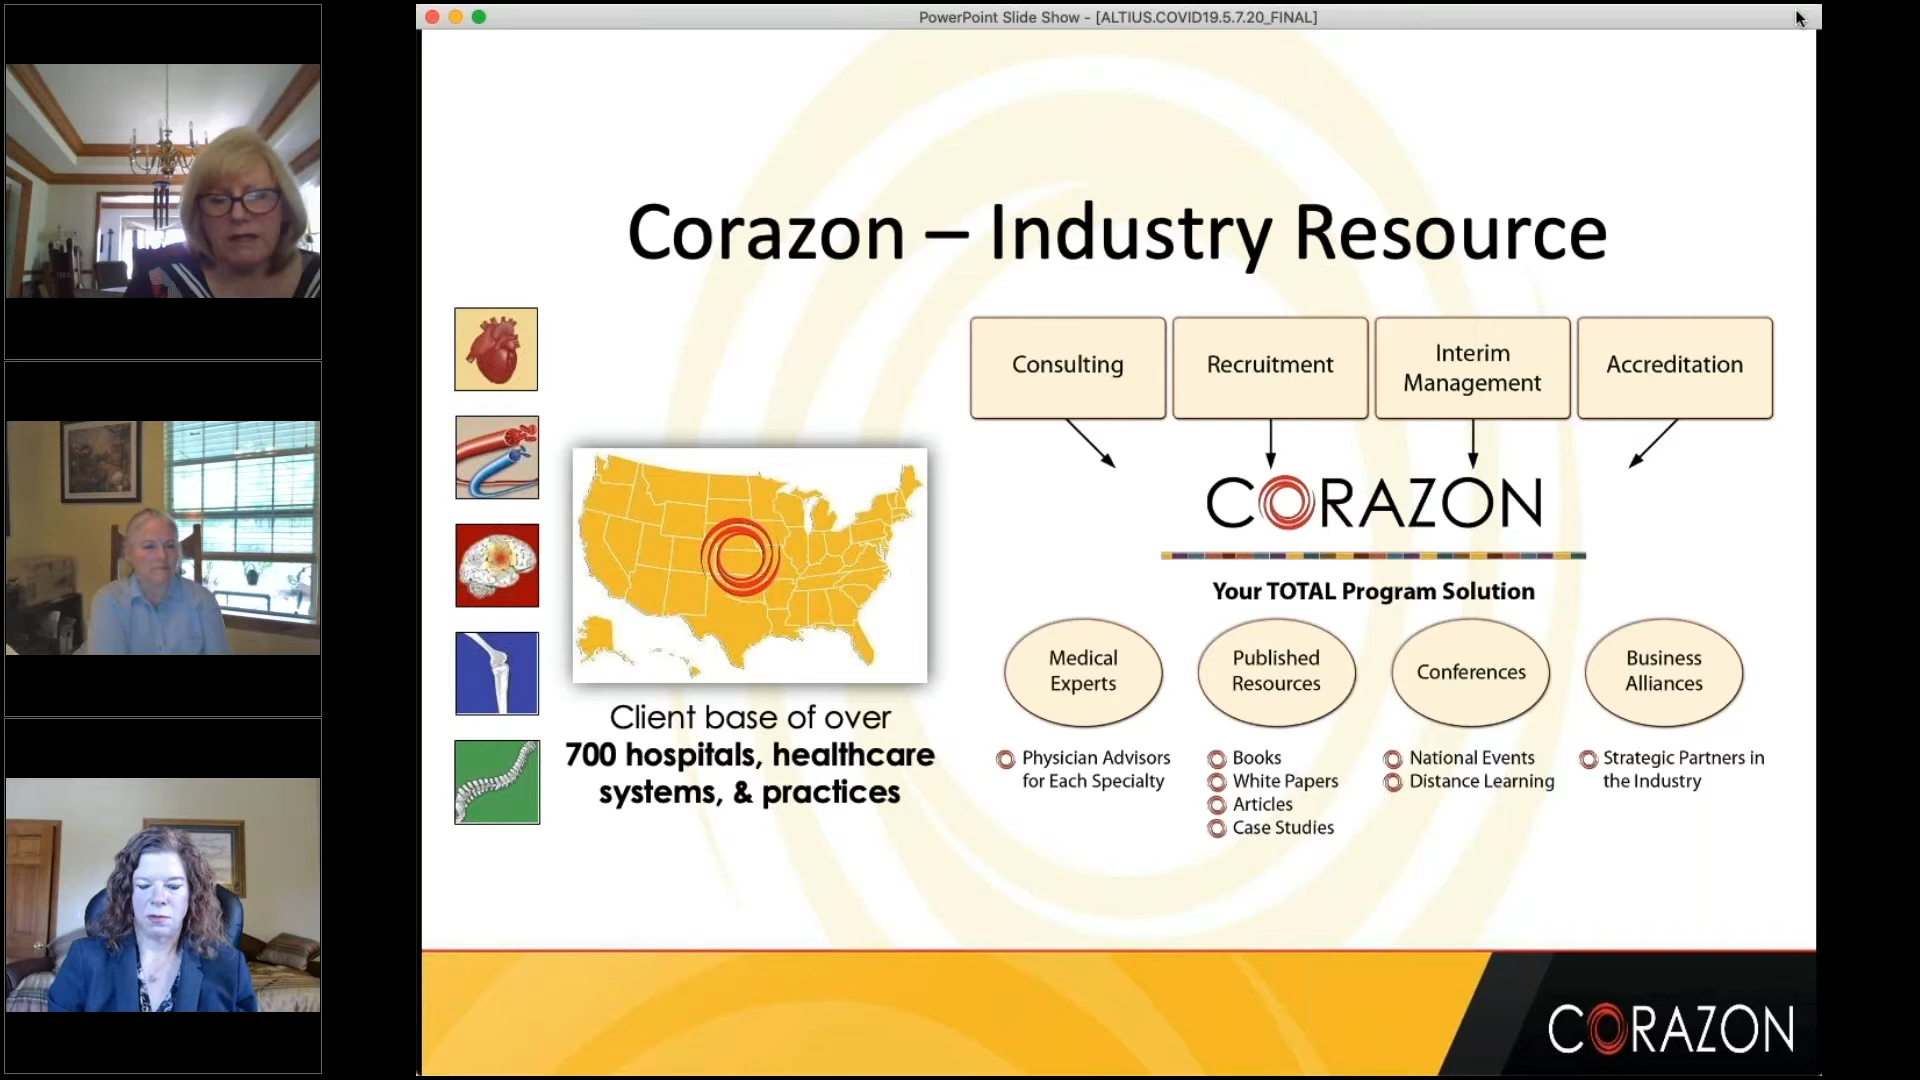 PowerPoint Slide Show - [ALTIUS.COVID19.5.7.20_FINAL]
Corazon – Industry Resource
Consulting
Recruitment
Interim
Management
Accreditation
CORAZON
Your TOTAL Program Solution
Client base of over
700 hospitals, healthcare
systems, & practices
Medical
Experts
Published
Resources
Conferences
Business
Alliances
Physician Advisors
for Each Specialty
Books
White Papers
Articles
Case Studies
National Events
Distance Learning
Strategic Partners in
the Industry
CORAZON